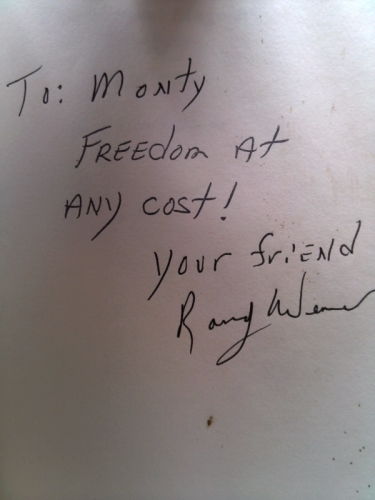 To: Monty
FREEDOM At
ANY cost!
your friEND
Randy Weaver